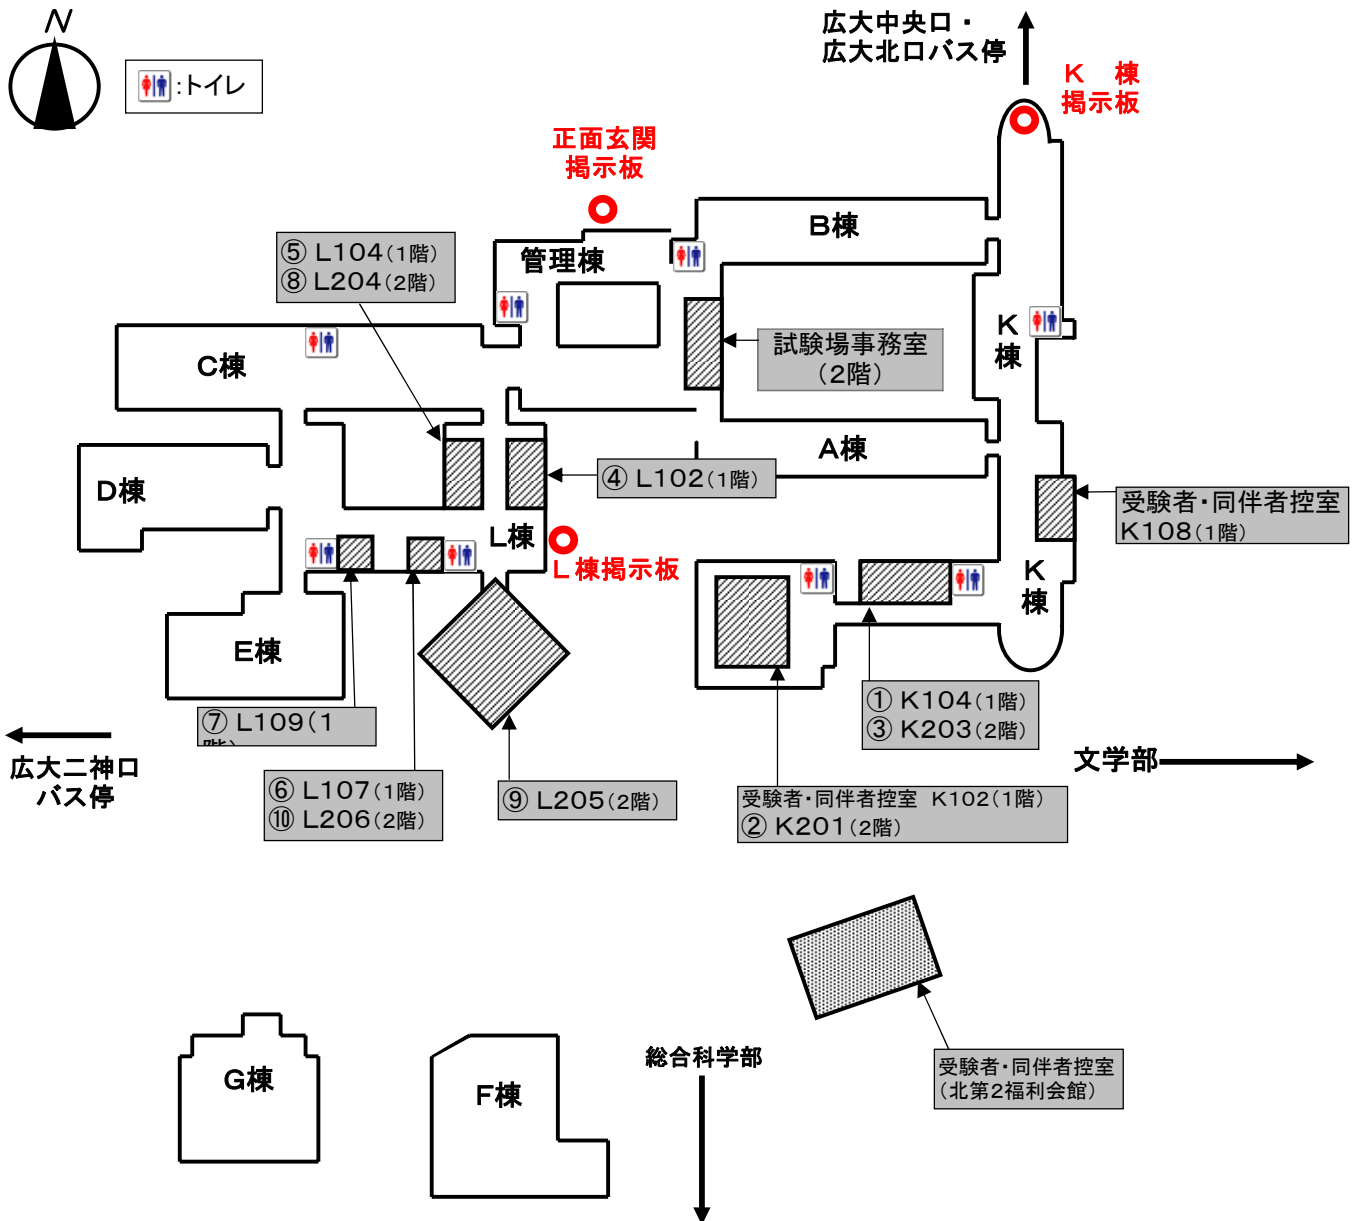 N
:トイレ
広大中央口・
広大北口バス停
K 棟
掲示板
正面玄関
掲示板
B棟
管理棟
⑤ L104(1階)
⑧ L204(2階)
K
棟
試験場事務室
(2階)
C棟
A棟
④ L102(1階)
D棟
受験者・同伴者控室
K108(1階)
L棟
L棟掲示板
K
棟
E棟
① K104(1階)
③ K203(2階)
⑦ L109(1
広大二神口
バス停
文学部
⑥ L107(1階)
⑩ L206(2階)
⑨ L205(2階)
受験者・同伴者控室 K102(1階)
② K201(2階)
総合科学部
受験者・同伴者控室
(北第2福利会館)
G棟
F棟